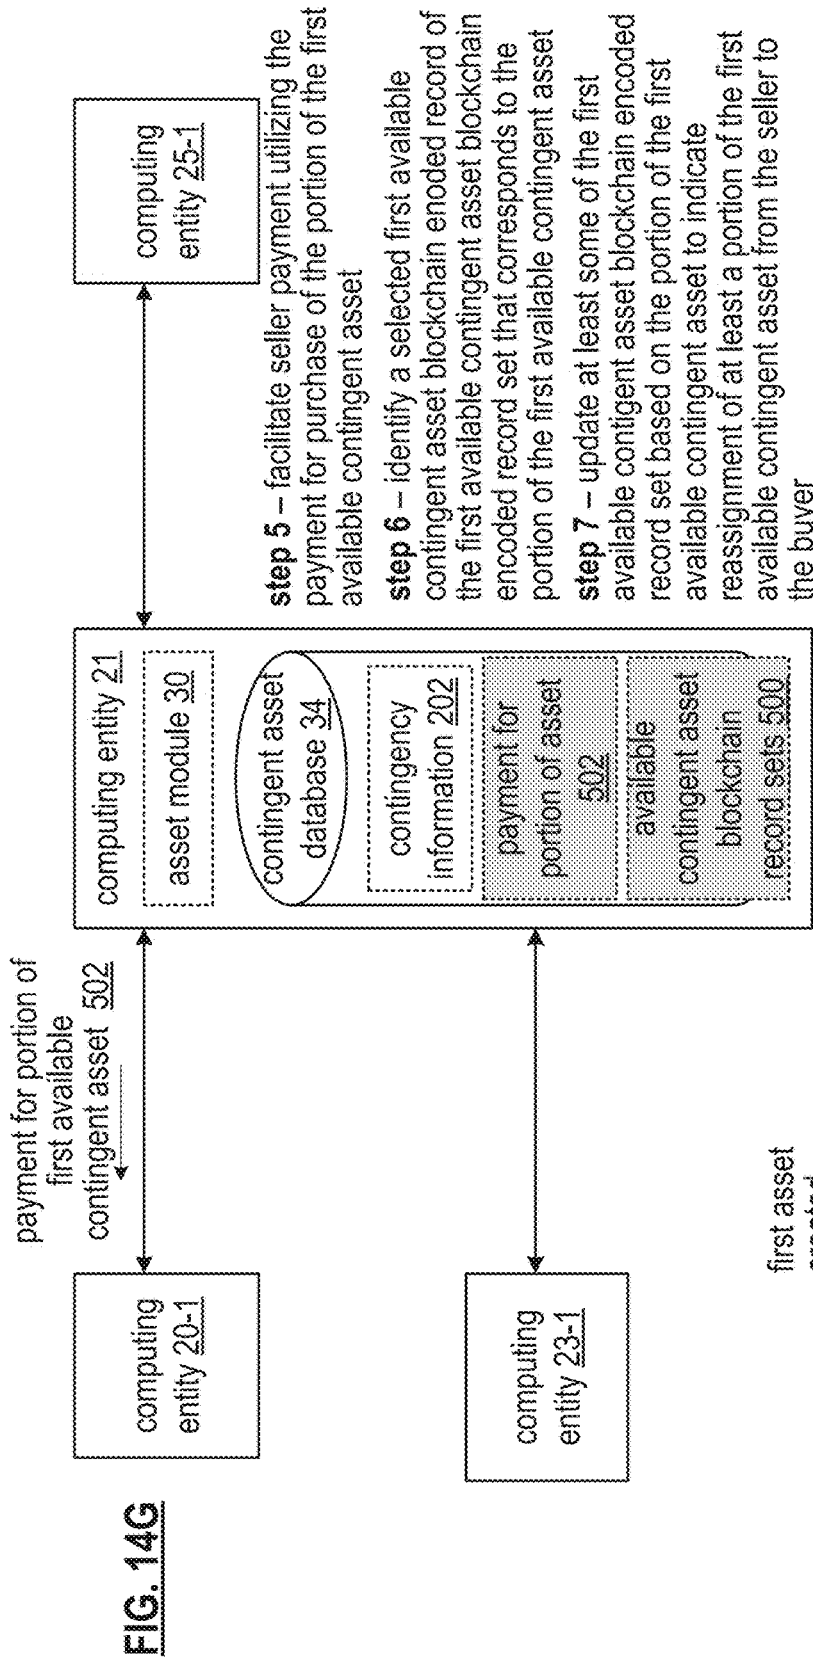 FIG. 14G
payment for portion of
first available
contingent asset 502
computing
entity 20-1
computing
entity 23-1
computing entity 21
asset module 30
contingent asset
database 34
contingency
information 202
payment for
portion of asset
502
available
contingent asset
blockchain
record sets 500
computing
entity 25-1
step 5 – facilitate seller payment utilizing the
payment for purchase of the portion of the first
available contingent asset
step 6 – identify a selected first available
contingent asset blockchain enoded record of
the first available contingent asset blockchain
encoded record set that corresponds to the
portion of the first available contingent asset
step 7 – update at least some of the first
available contigent asset blockchain encoded
record set based on the portion of the first
available contingent asset to indicate
reassignment of at least a portion of the first
available contingent asset from the seller to
the buyer
first asset